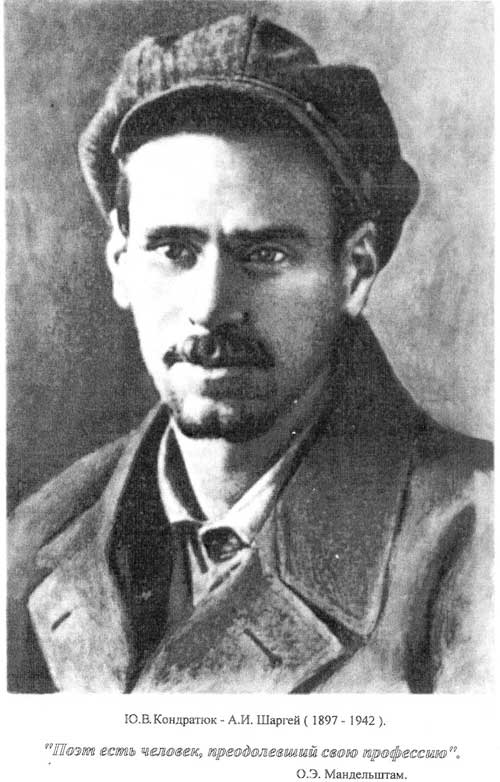 Ю.В.Кондратюк - А.И. Шаргей ( 1897 - 1942 ).
"Поэт есть человек, преодолевший свою профессию".
О.Э. Мандельштам.